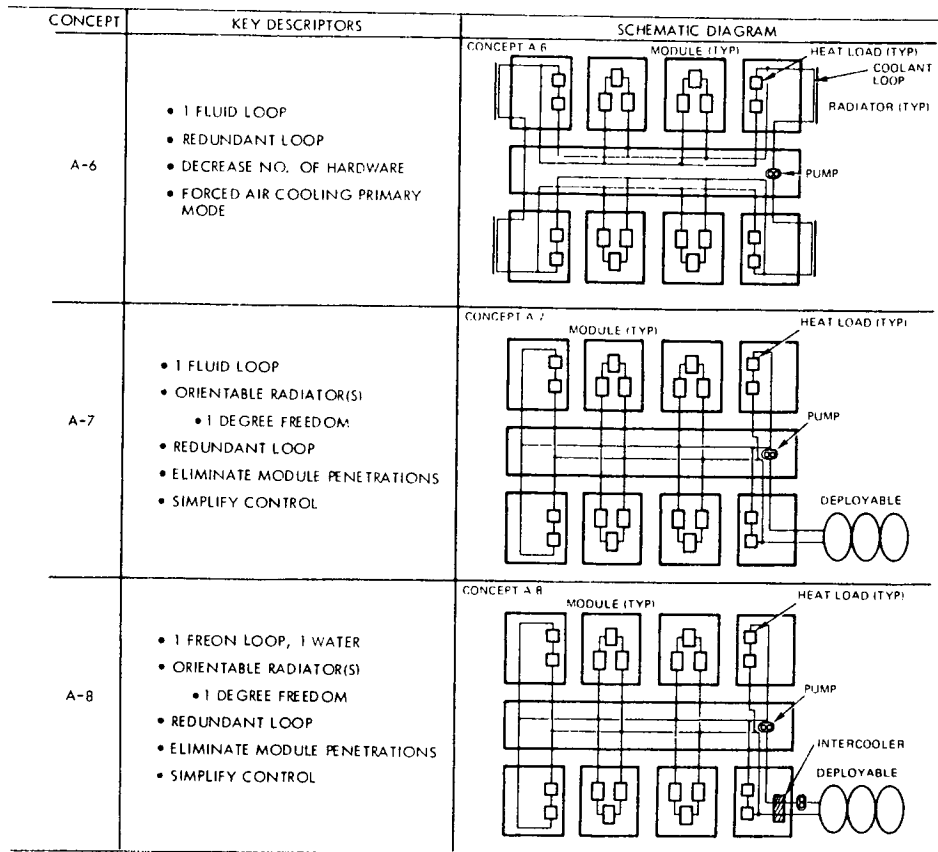 CONCEPT KEY DESCRIPTORS SCHEMATIC DIAGRAM
A-6
• 1 FLUID LOOP
• REDUNDANT LOOP
• DECREASE NO. OF HARDWARE
• FORCED AIR COOLING PRIMARY
MODE
CONCEPT A 6
MODULE (TYP)
HEAT LOAD (TYP)
COOLANT
LOOP
RADIATOR (TYP)
PUMP
A-7
• 1 FLUID LOOP
• ORIENTABLE RADIATOR(S)
• 1 DEGREE FREEDOM
• REDUNDANT LOOP
• ELIMINATE MODULE PENETRATIONS
• SIMPLIFY CONTROL
CONCEPT A 7
MODULE (TYP)
HEAT LOAD (TYP)
PUMP
DEPLOYABLE
A-8
• 1 FREON LOOP, 1 WATER
• ORIENTABLE RADIATOR(S)
• 1 DEGREE FREEDOM
• REDUNDANT LOOP
• ELIMINATE MODULE PENETRATIONS
• SIMPLIFY CONTROL
CONCEPT A 8
MODULE (TYP)
HEAT LOAD (TYP)
PUMP
INTERCOOLER
DEPLOYABLE